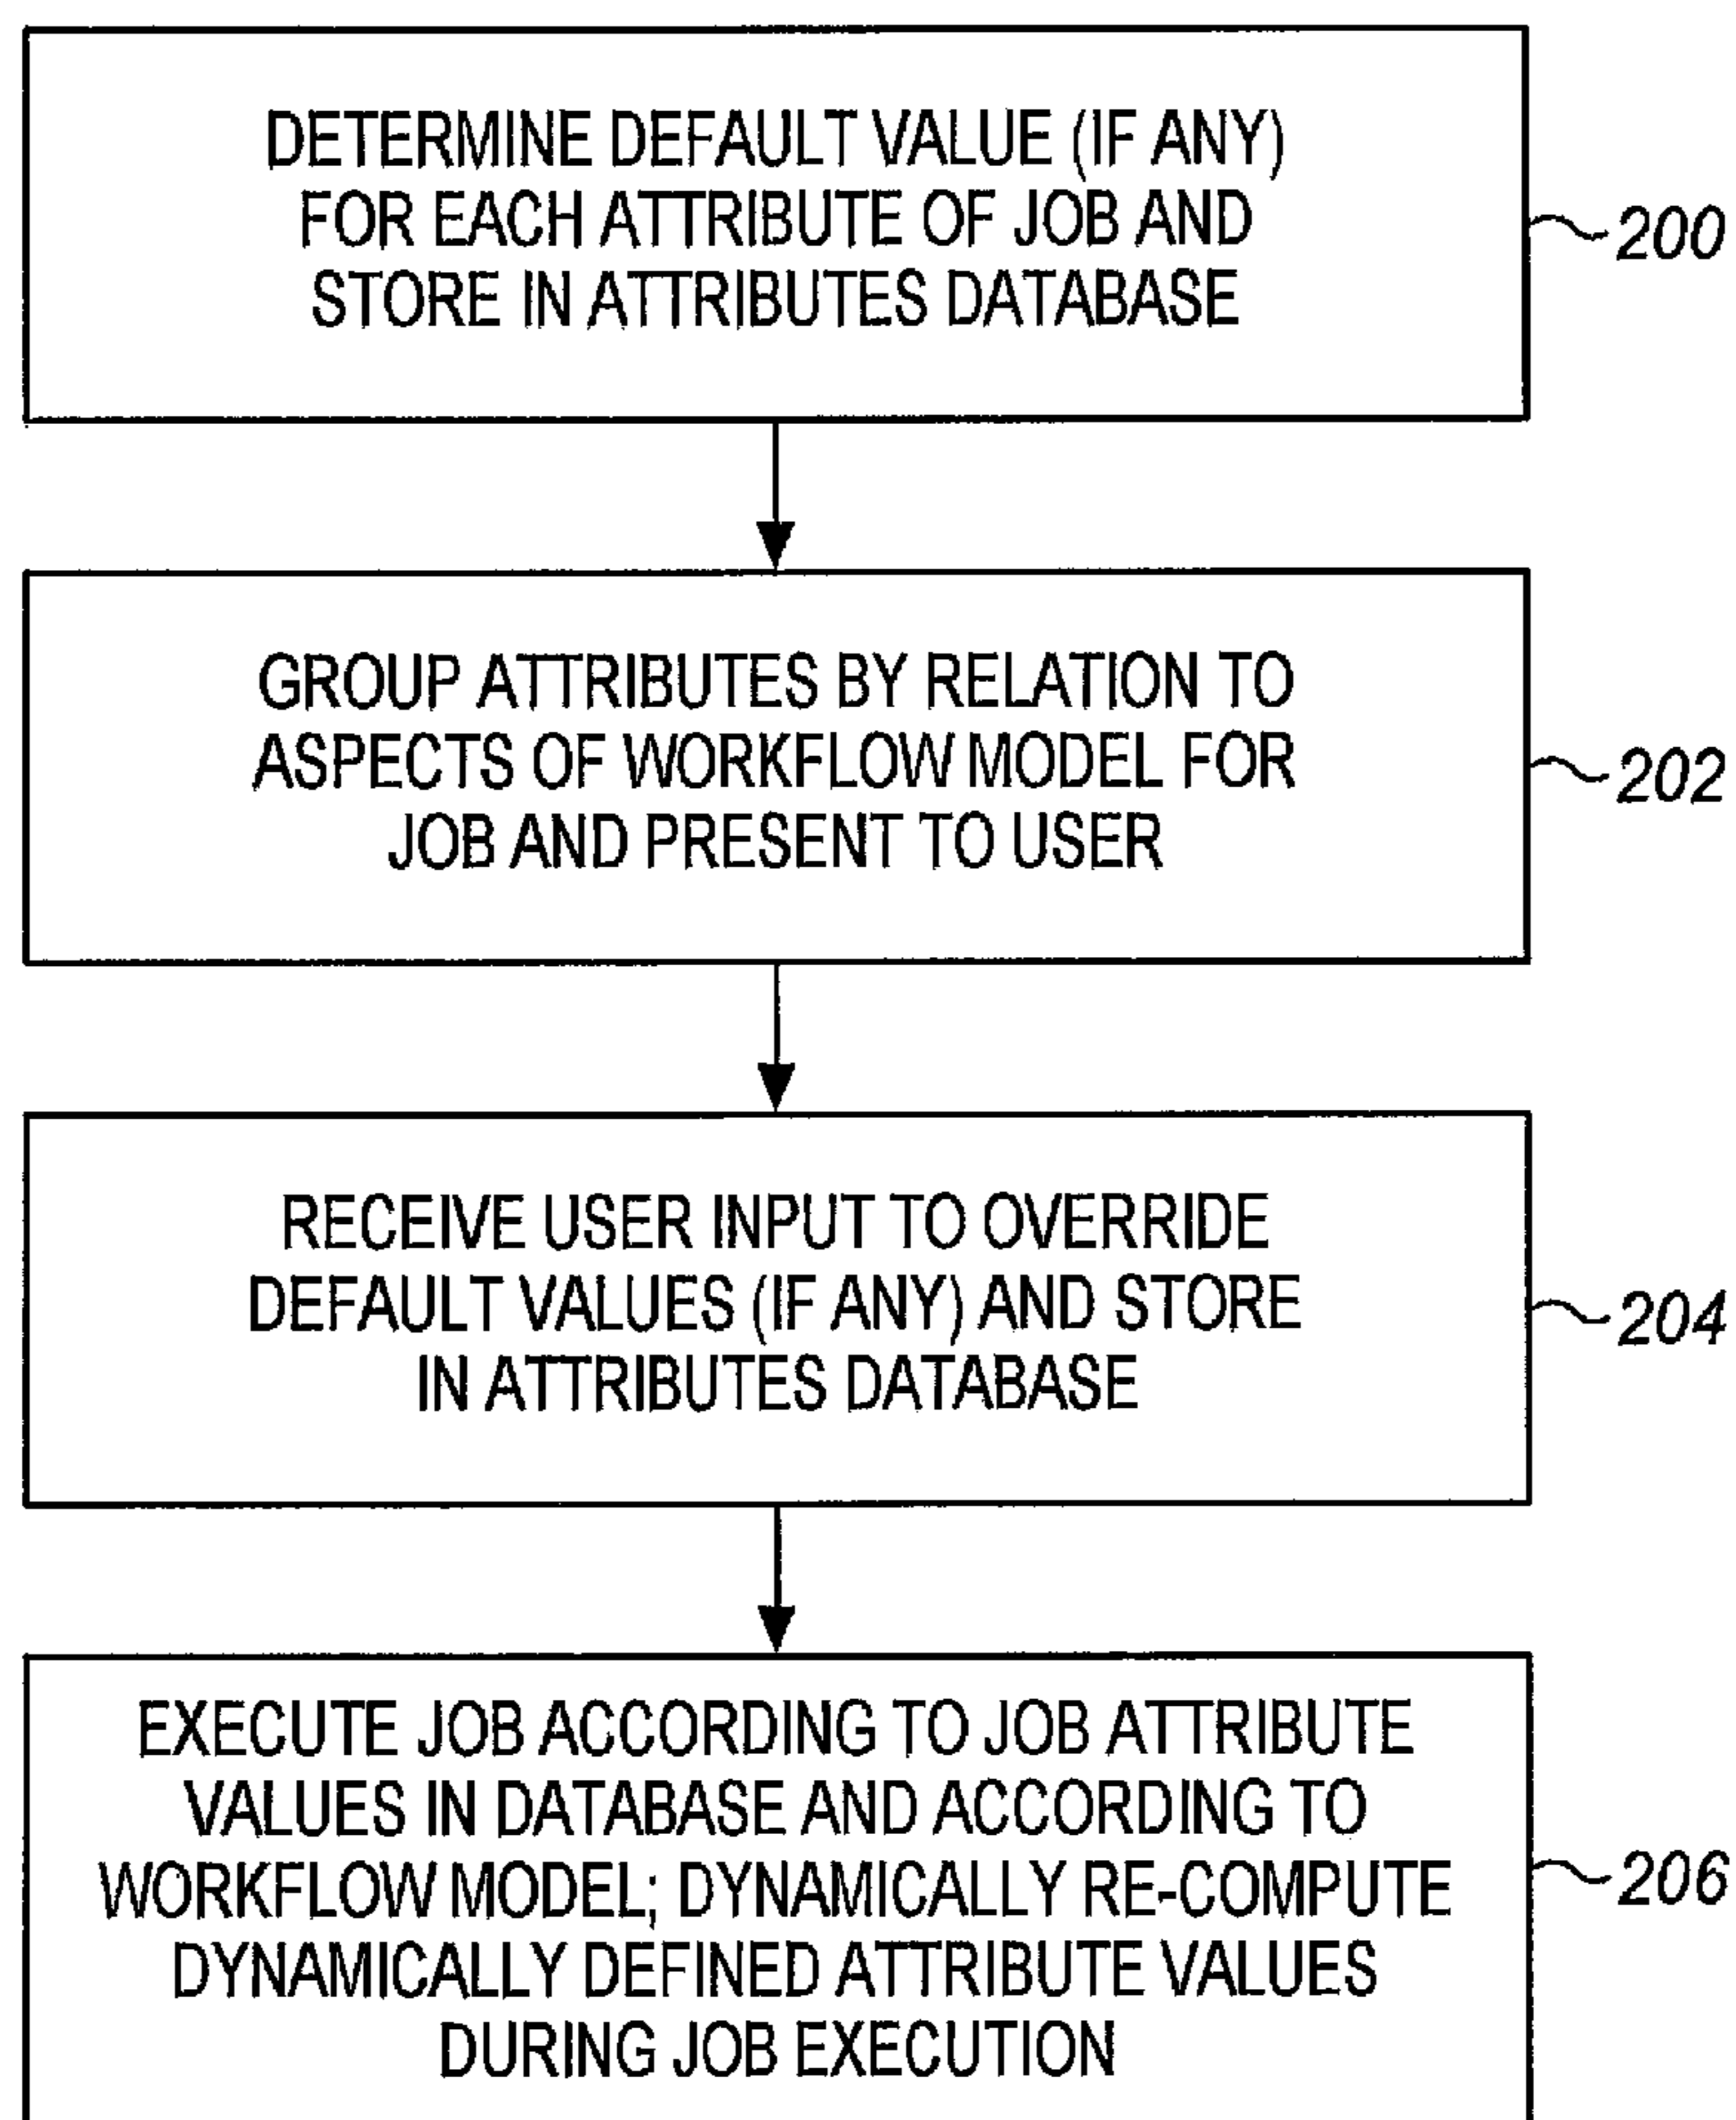 DETERMINE DEFAULT VALUE (IF ANY)
FOR EACH ATTRIBUTE OF JOB AND
STORE IN ATTRIBUTES DATABASE
200
GROUP ATTRIBUTES BY RELATION TO
ASPECTS OF WORKFLOW MODEL FOR
JOB AND PRESENT TO USER
202
RECEIVE USER INPUT TO OVERRIDE
DEFAULT VALUES (IF ANY) AND STORE
IN ATTRIBUTES DATABASE
204
EXECUTE JOB ACCORDING TO JOB ATTRIBUTE
VALUES IN DATABASE AND ACCORDING TO
WORKFLOW MODEL; DYNAMICALLY RE-COMPUTE
DYNAMICALLY DEFINED ATTRIBUTE VALUES
DURING JOB EXECUTION
206